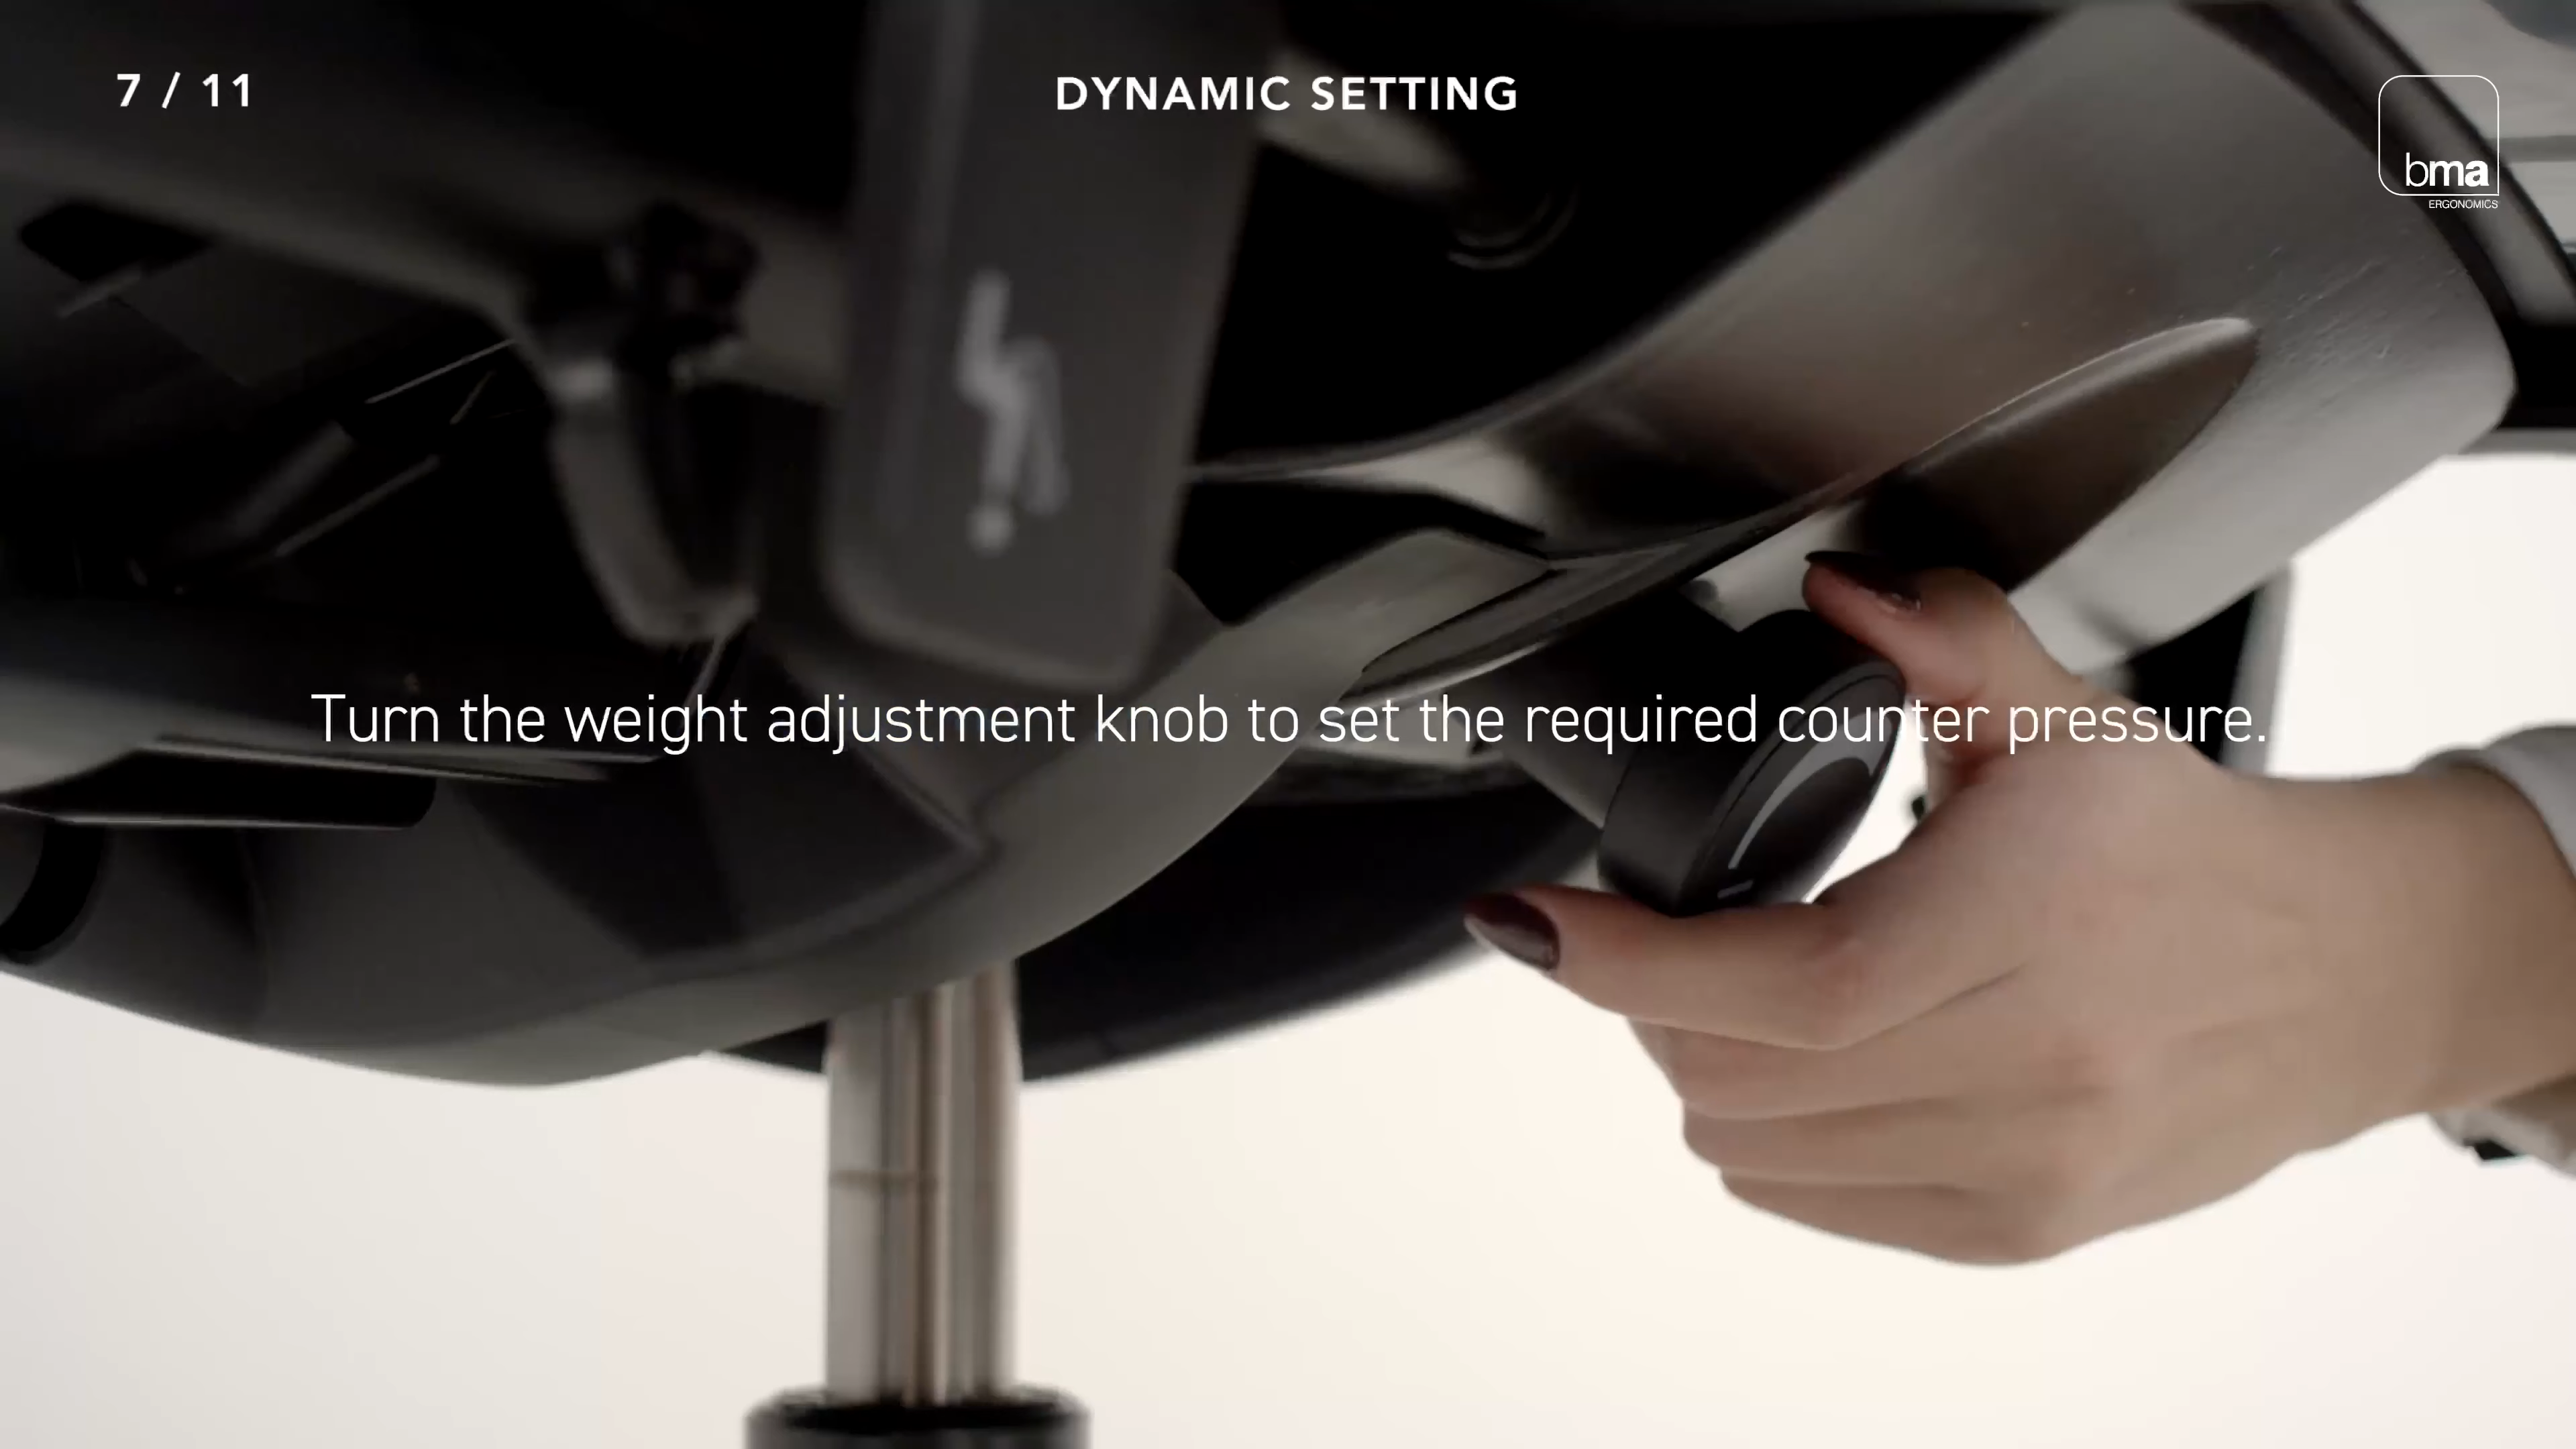 7 / 11
DYNAMIC SETTING
bma
ERGONOMICS
Turn the weight adjustment knob to set the required counter pressure.